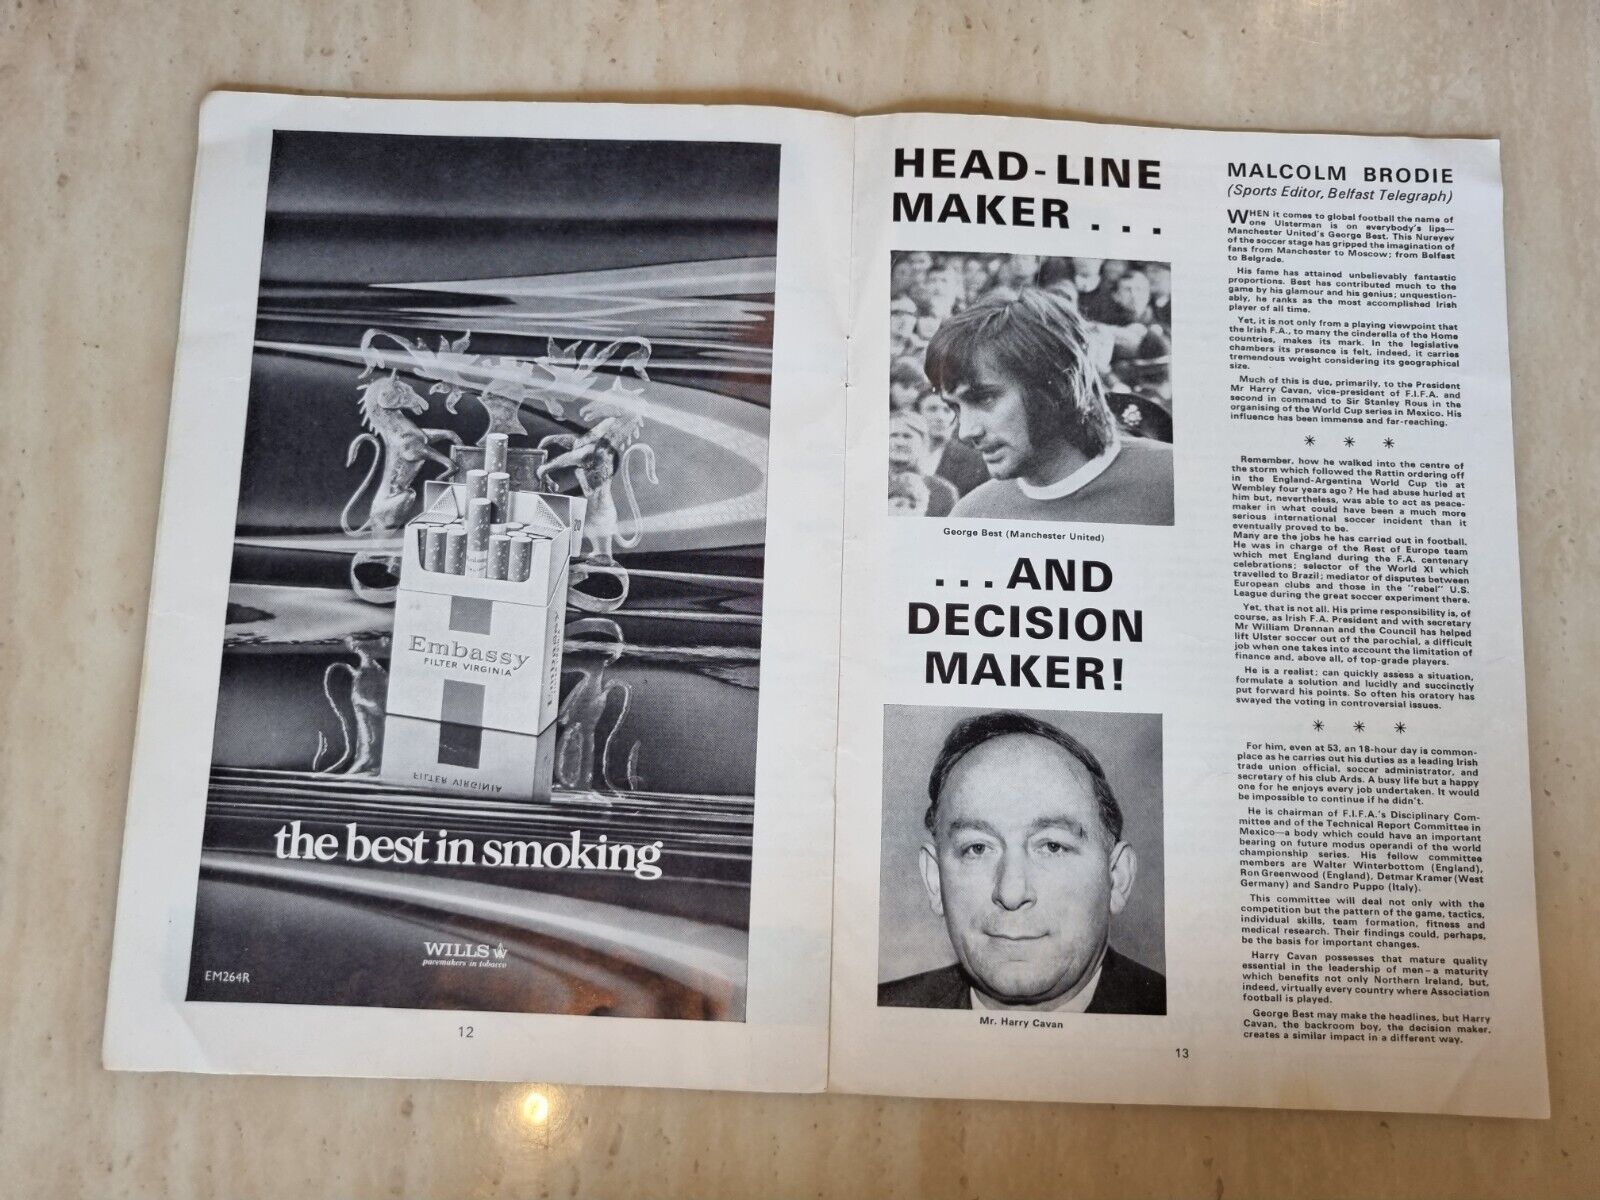 20
Embassy
FILTER VIRGINIA
FILTER VIRGINIA
the best in smoking
WILLS
pacemakers in tobacco
EM264R
12
HEAD-LINE
MAKER . . .
George Best (Manchester United)
. . . AND
DECISION
MAKER!
Mr. Harry Cavan
MALCOLM BRODIE
(Sports Editor, Belfast Telegraph)
WHEN it comes to global football the name of
one Ulsterman is on everybody's lips—
Manchester United's George Best. This Nureyev
of the soccer stage has gripped the imagination of
fans from Manchester to Moscow; from Belfast
to Belgrade.
His fame has attained unbelievably fantastic
proportions. Best has contributed much to the
game by his glamour and his genius; unquestion-
ably, he ranks as the most accomplished Irish
player of all time.
Yet, it is not only from a playing viewpoint that
the Irish F.A., to many the cinderella of the Home
countries, makes its mark. In the legislative
chambers its presence is felt, indeed, it carries
tremendous weight considering its geographical
size.
Much of this is due, primarily, to the President
Mr Harry Cavan, vice-president of F.I.F.A. and
second in command to Sir Stanley Rous in the
organising of the World Cup series in Mexico. His
influence has been immense and far-reaching.
* * *
Remember, how he walked into the centre of
the storm which followed the Rattin ordering off
in the England-Argentina World Cup tie at
Wembley four years ago? He had abuse hurled at
him but, nevertheless, was able to act as peace-
maker in what could have been a much more
serious international soccer incident than it
eventually proved to be.
Many are the jobs he has carried out in football.
He was in charge of the Rest of Europe team
which met England during the F.A. centenary
celebrations; selector of the World XI which
travelled to Brazil; mediator of disputes between
European clubs and those in the "rebel" U.S.
League during the great soccer experiment there.
Yet, that is not all. His prime responsibility is, of
course, as Irish F.A. President and with secretary
Mr William Drennan and the Council has helped
lift Ulster soccer out of the parochial, a difficult
job when one takes into account the limitation of
finance and, above all, of top-grade players.
He is a realist; can quickly assess a situation,
formulate a solution and lucidly and succinctly
put forward his points. So often his oratory has
swayed the voting in controversial issues.
* * *
For him, even at 53, an 18-hour day is common-
place as he carries out his duties as a leading Irish
trade union official, soccer administrator, and
secretary of his club Ards. A busy life but a happy
one for he enjoys every job undertaken. It would
be impossible to continue if he didn't.
He is chairman of F.I.F.A.'s Disciplinary Com-
mittee and of the Technical Report Committee in
Mexico—a body which could have an important
bearing on future modus operandi of the world
championship series. His fellow committee
members are Walter Winterbottom (England),
Ron Greenwood (England), Detmar Kramer (West
Germany) and Sandro Puppo (Italy).
This committee will deal not only with the
competition but the pattern of the game, tactics,
individual skills, team formation, fitness and
medical research. Their findings could, perhaps,
be the basis for important changes.
Harry Cavan possesses that mature quality
essential in the leadership of men – a maturity
which benefits not only Northern Ireland, but,
indeed, virtually every country where Association
football is played.
George Best may make the headlines, but Harry
Cavan, the backroom boy, the decision maker,
creates a similar impact in a different way.
13